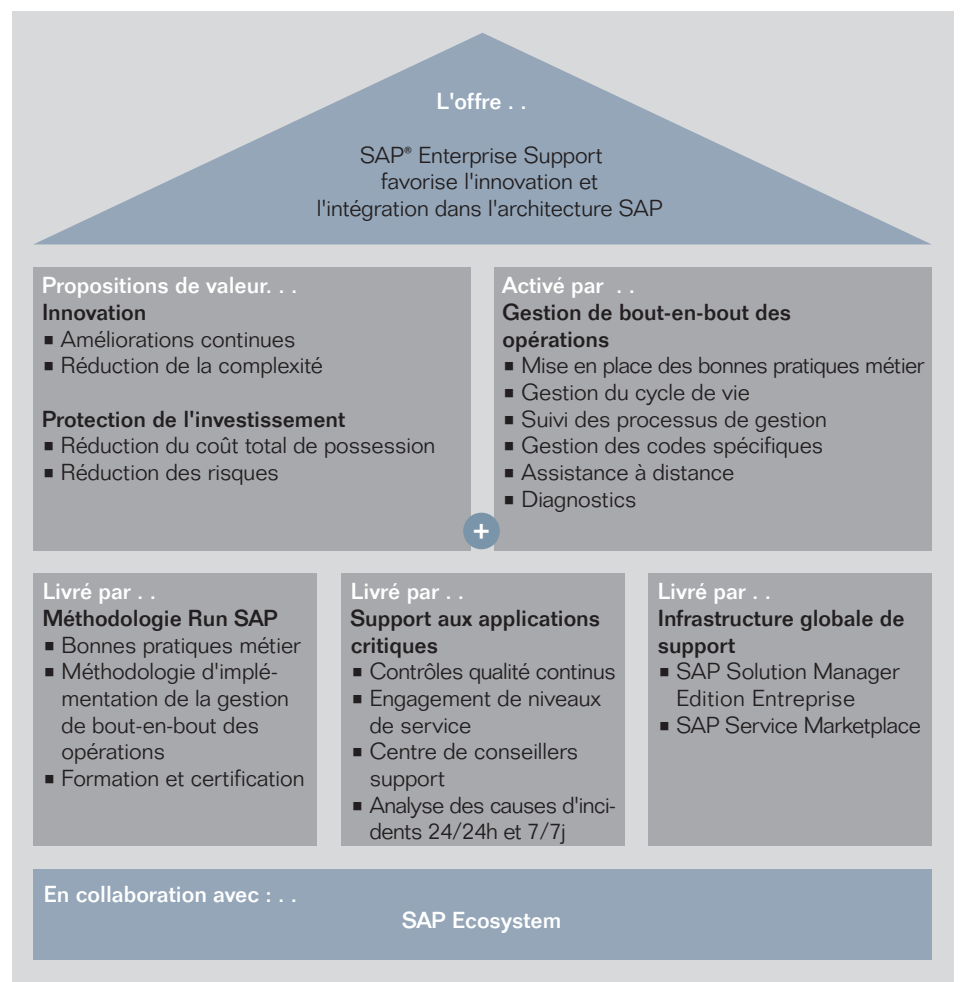 L'offre . .
SAP® Enterprise Support
favorise l'innovation et
l'intégration dans l'architecture SAP
Propositions de valeur. . .
Innovation
▪ Améliorations continues
▪ Réduction de la complexité
Protection de l'investissement
▪ Réduction du coût total de possession
▪ Réduction des risques
Activé par . .
Gestion de bout-en-bout des
opérations
▪ Mise en place des bonnes pratiques métier
▪ Gestion du cycle de vie
▪ Suivi des processus de gestion
▪ Gestion des codes spécifiques
▪ Assistance à distance
▪ Diagnostics
+
Livré par . .
Méthodologie Run SAP
▪ Bonnes pratiques métier
▪ Méthodologie d'implé-
mentation de la gestion
de bout-en-bout des
opérations
▪ Formation et certification
Livré par . .
Support aux applications
critiques
▪ Contrôles qualité continus
▪ Engagement de niveaux
de service
▪ Centre de conseillers
support
▪ Analyse des causes d'inci-
dents 24/24h et 7/7j
Livré par . .
Infrastructure globale de
support
▪ SAP Solution Manager
Edition Entreprise
▪ SAP Service Marketplace
En collaboration avec : . .
SAP Ecosystem